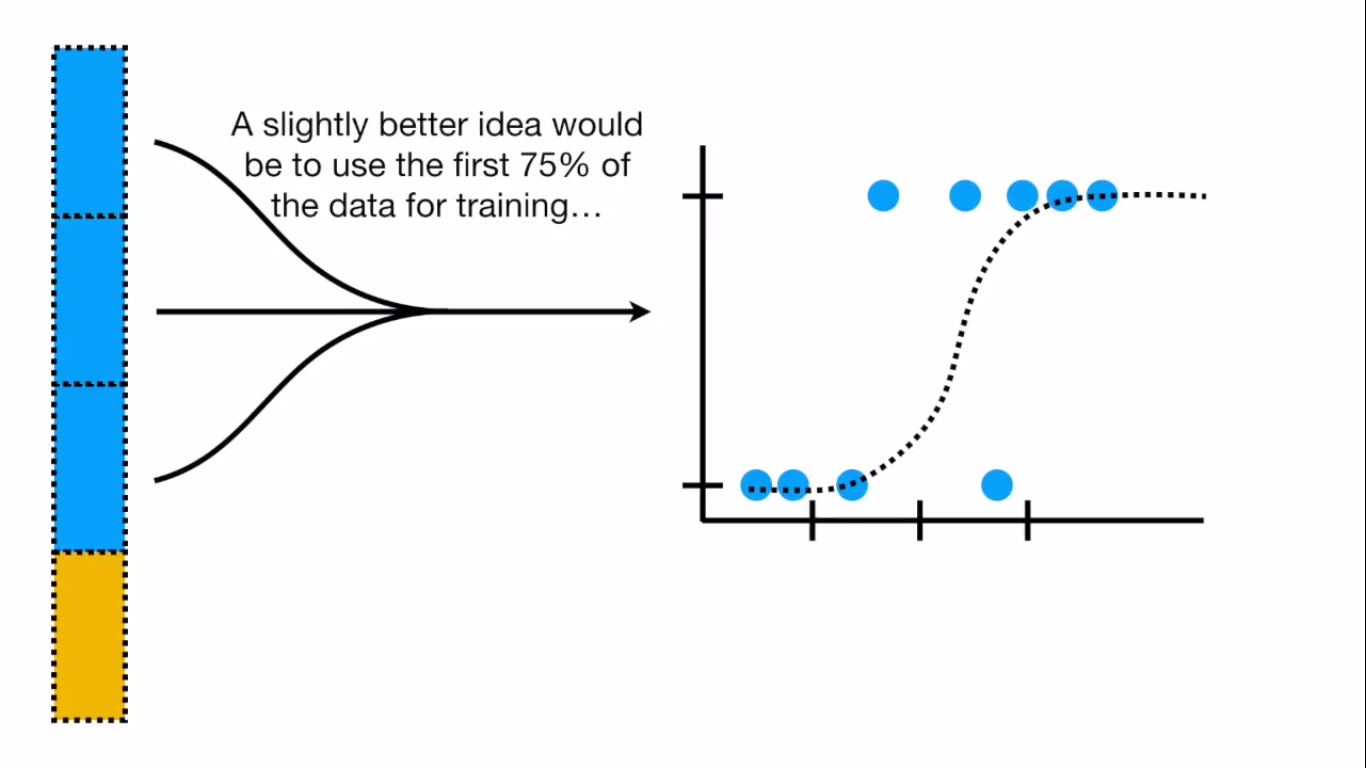 A slightly better idea would
be to use the first 75% of
the data for training…